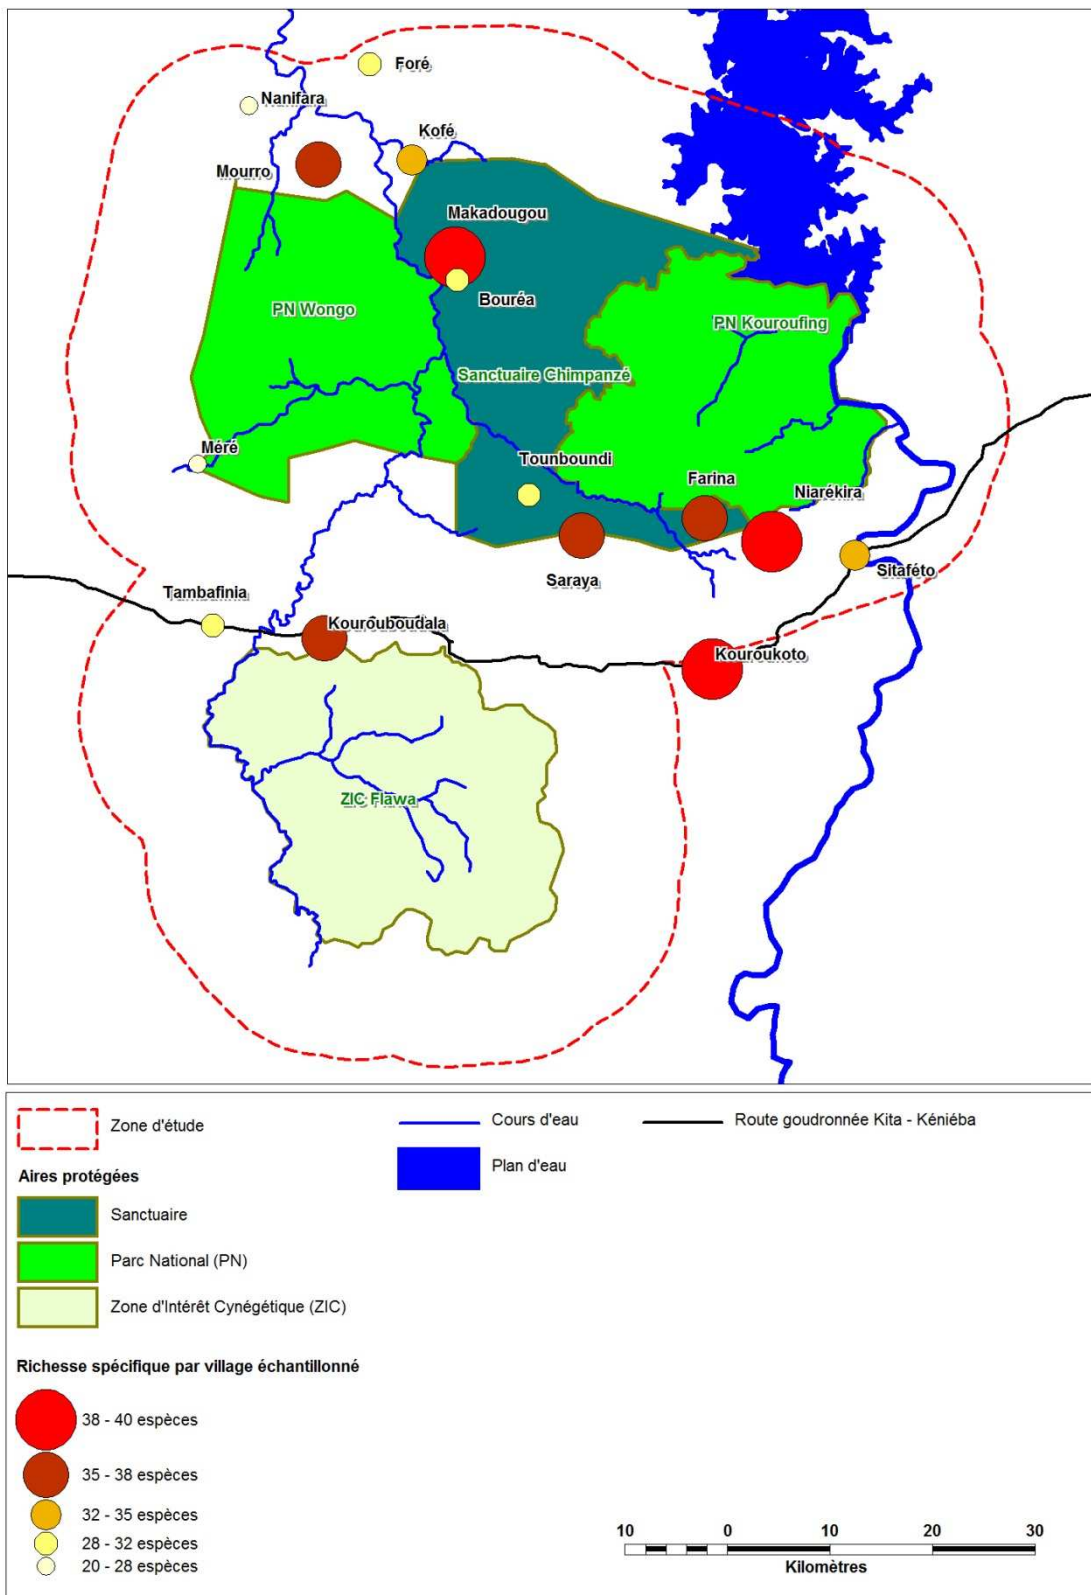 Foré
Nanifara
Kofé
Mourro
Makadougou
Bouréa
PN Wongo
PN Kouroufing
Sanctuaire Chimpanzé
Méré
Tounboundi
Farina
Niarékira
Sitaféto
Saraya
Tambafinia
Kourouboudala
Kouroukoto
ZIC Flawa
Zone d'étude
Cours d'eau
Route goudronnée Kita - Kéniéba
Plan d'eau
Aires protégées
Sanctuaire
Parc National (PN)
Zone d'Intérêt Cynégétique (ZIC)
Richesse spécifique par village échantillonné
38 - 40 espèces
35 - 38 espèces
32 - 35 espèces
28 - 32 espèces
20 - 28 espèces
10 0 10 20 30
Kilomètres